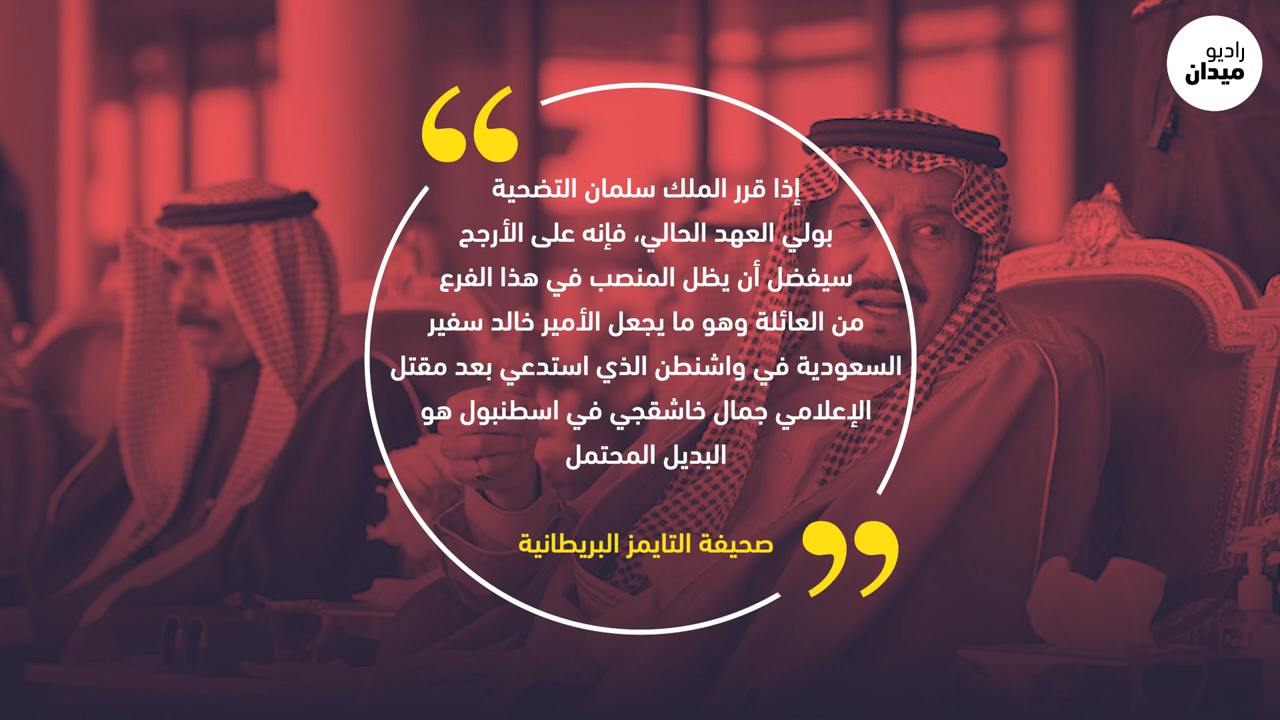 راديو
ميدان
إذا قرر الملك سلمان التضحية
بولي العهد الحالي، فإنه على الأرجح
سيفضل أن يظل المنصب في هذا الفرع
من العائلة وهو ما يجعل الأمير خالد سفير
السعودية في واشنطن الذي استدعي بعد مقتل
الإعلامي جمال خاشقجي في اسطنبول هو
البديل المحتمل
صحيفة التايمز البريطانية